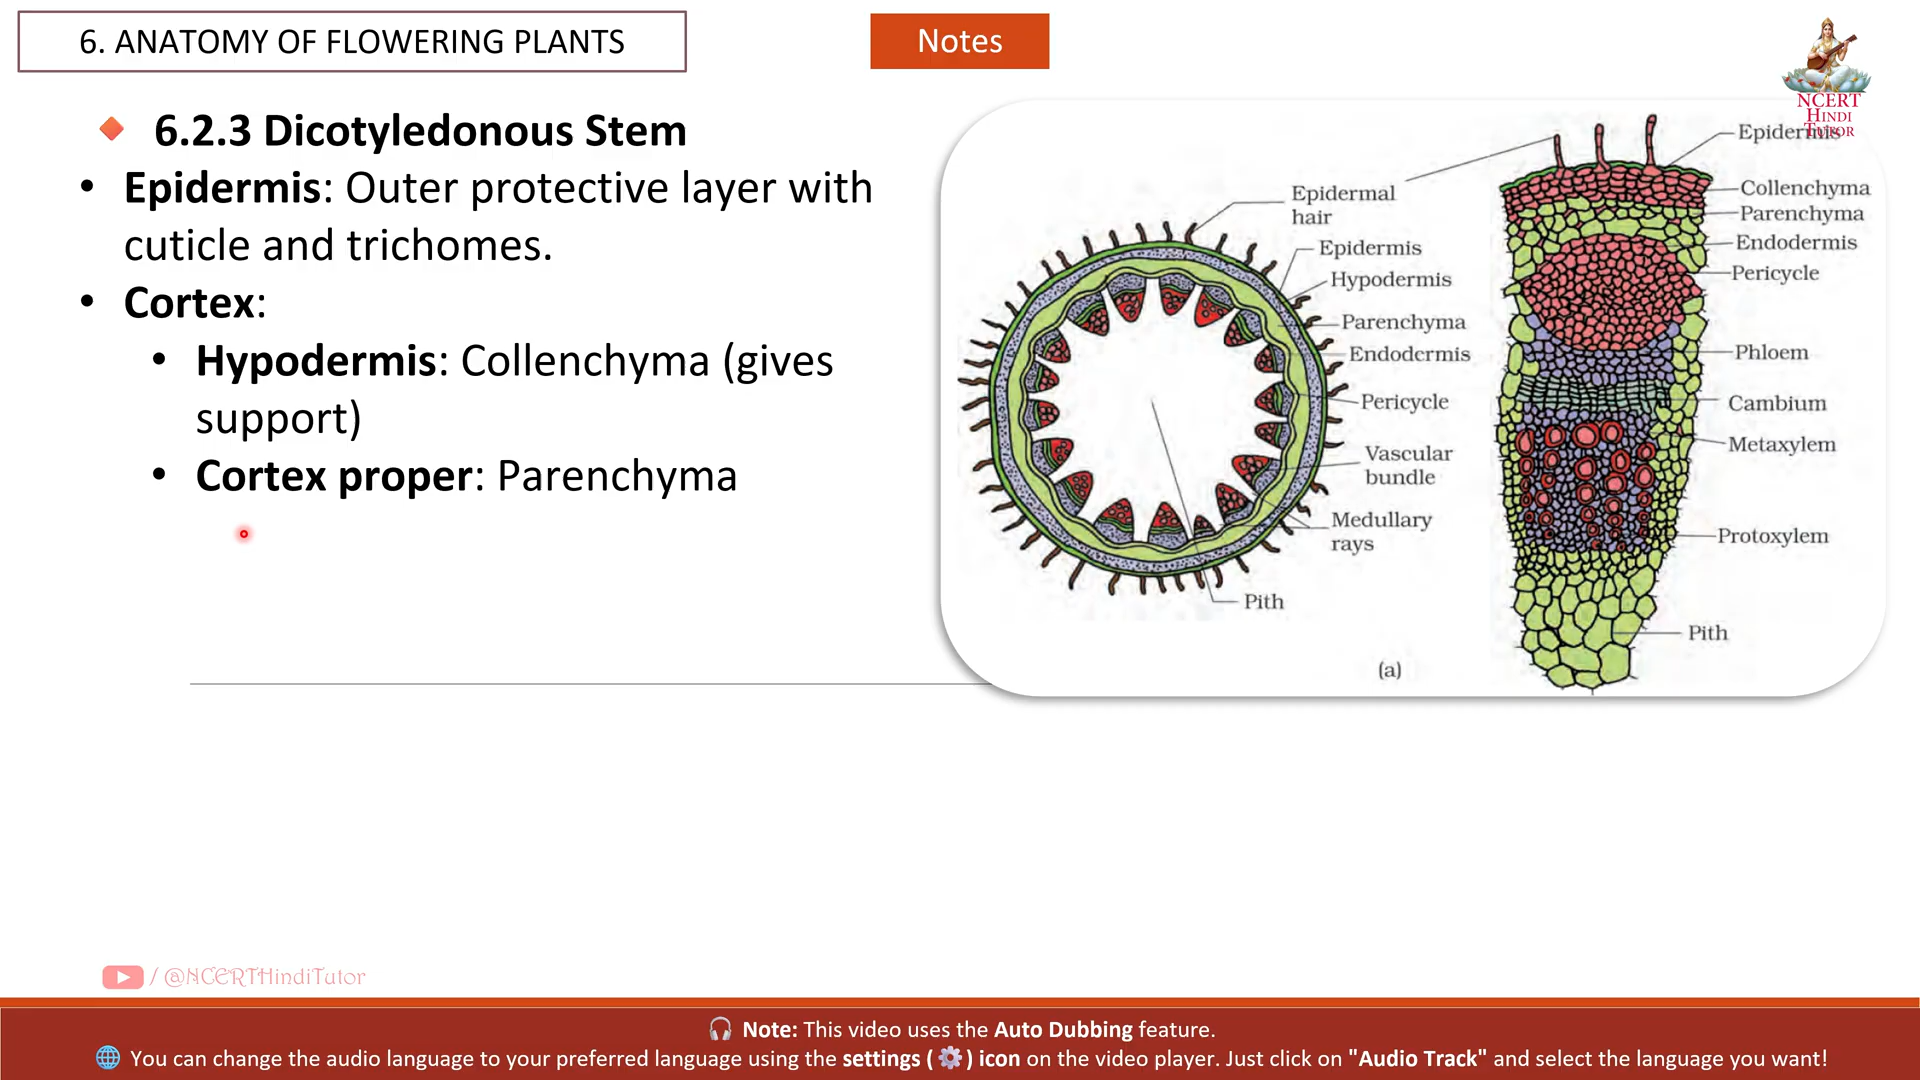 6. ANATOMY OF FLOWERING PLANTS
Notes
NCERT
HINDI
TUTOR
6.2.3 Dicotyledonous Stem
• Epidermis: Outer protective layer with
cuticle and trichomes.
• Cortex:
• Hypodermis: Collenchyma (gives
support)
• Cortex proper: Parenchyma
Epidermal
hair
Epidermis
Hypodermis
Parenchyma
Endodermis
Pericycle
Vascular
bundle
Medullary
rays
Pith
(a)
Epidermis
Collenchyma
Parenchyma
Endodermis
Pericycle
Phloem
Cambium
Metaxylem
Protoxylem
Pith
/ @NCERTHindiTutor
Note: This video uses the Auto Dubbing feature.
You can change the audio language to your preferred language using the settings ( ) icon on the video player. Just click on "Audio Track" and select the language you want!